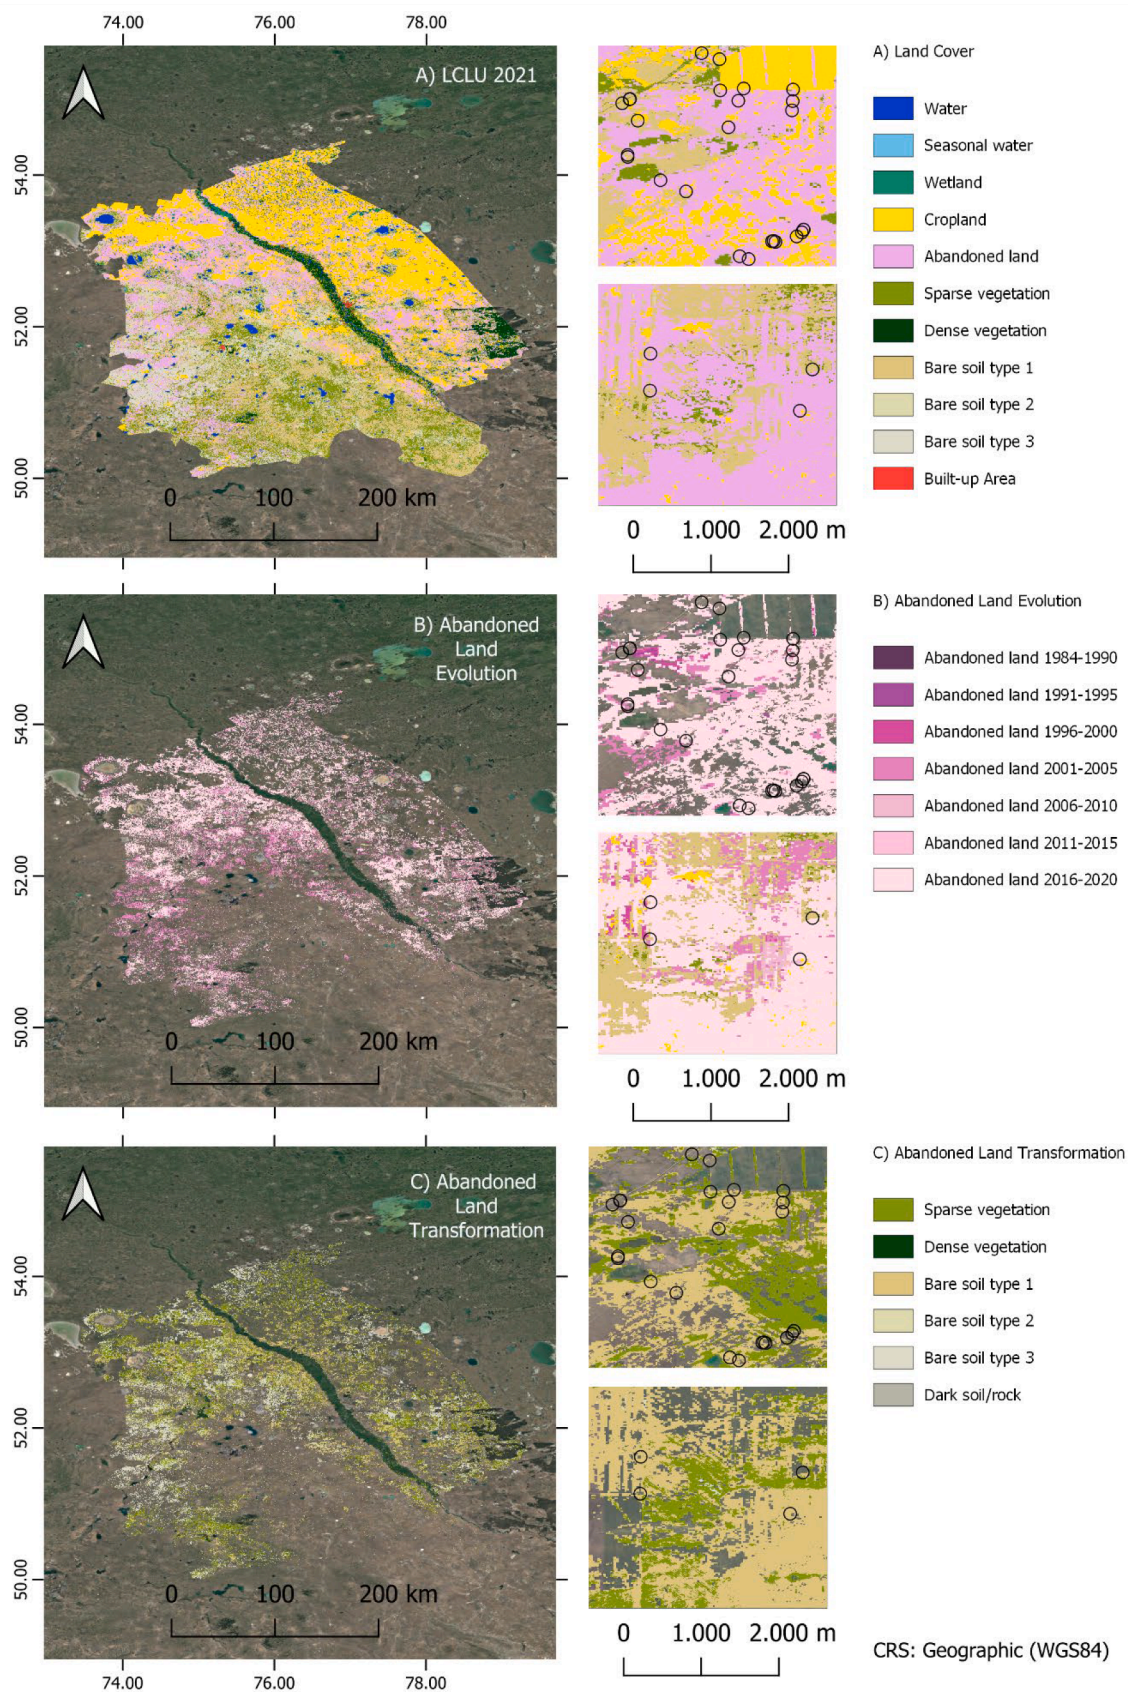 74.00 76.00 78.00
A) LCLU 2021
54.00
52.00
50.00
0 100 200 km
0 1.000 2.000 m
A) Land Cover
Water
Seasonal water
Wetland
Cropland
Abandoned land
Sparse vegetation
Dense vegetation
Bare soil type 1
Bare soil type 2
Bare soil type 3
Built-up Area
B) Abandoned
Land
Evolution
54.00
52.00
50.00
0 100 200 km
0 1.000 2.000 m
B) Abandoned Land Evolution
Abandoned land 1984-1990
Abandoned land 1991-1995
Abandoned land 1996-2000
Abandoned land 2001-2005
Abandoned land 2006-2010
Abandoned land 2011-2015
Abandoned land 2016-2020
C) Abandoned
Land
Transformation
54.00
52.00
50.00
0 100 200 km
74.00 76.00 78.00
0 1.000 2.000 m
C) Abandoned Land Transformation
Sparse vegetation
Dense vegetation
Bare soil type 1
Bare soil type 2
Bare soil type 3
Dark soil/rock
CRS: Geographic (WGS84)